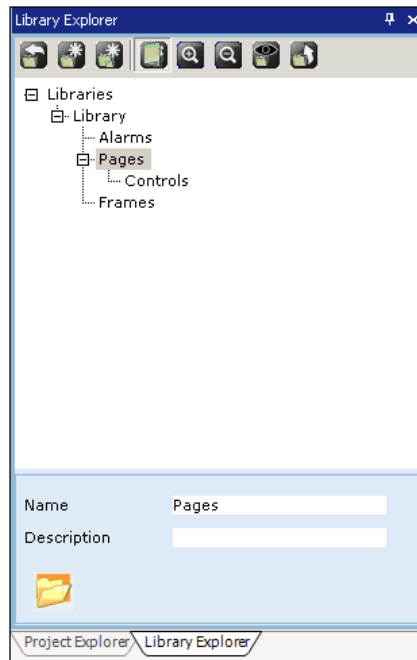 Library Explorer
Libraries
Library
Alarms
Pages
Controls
Frames
Name Pages
Description
Project Explorer Library Explorer